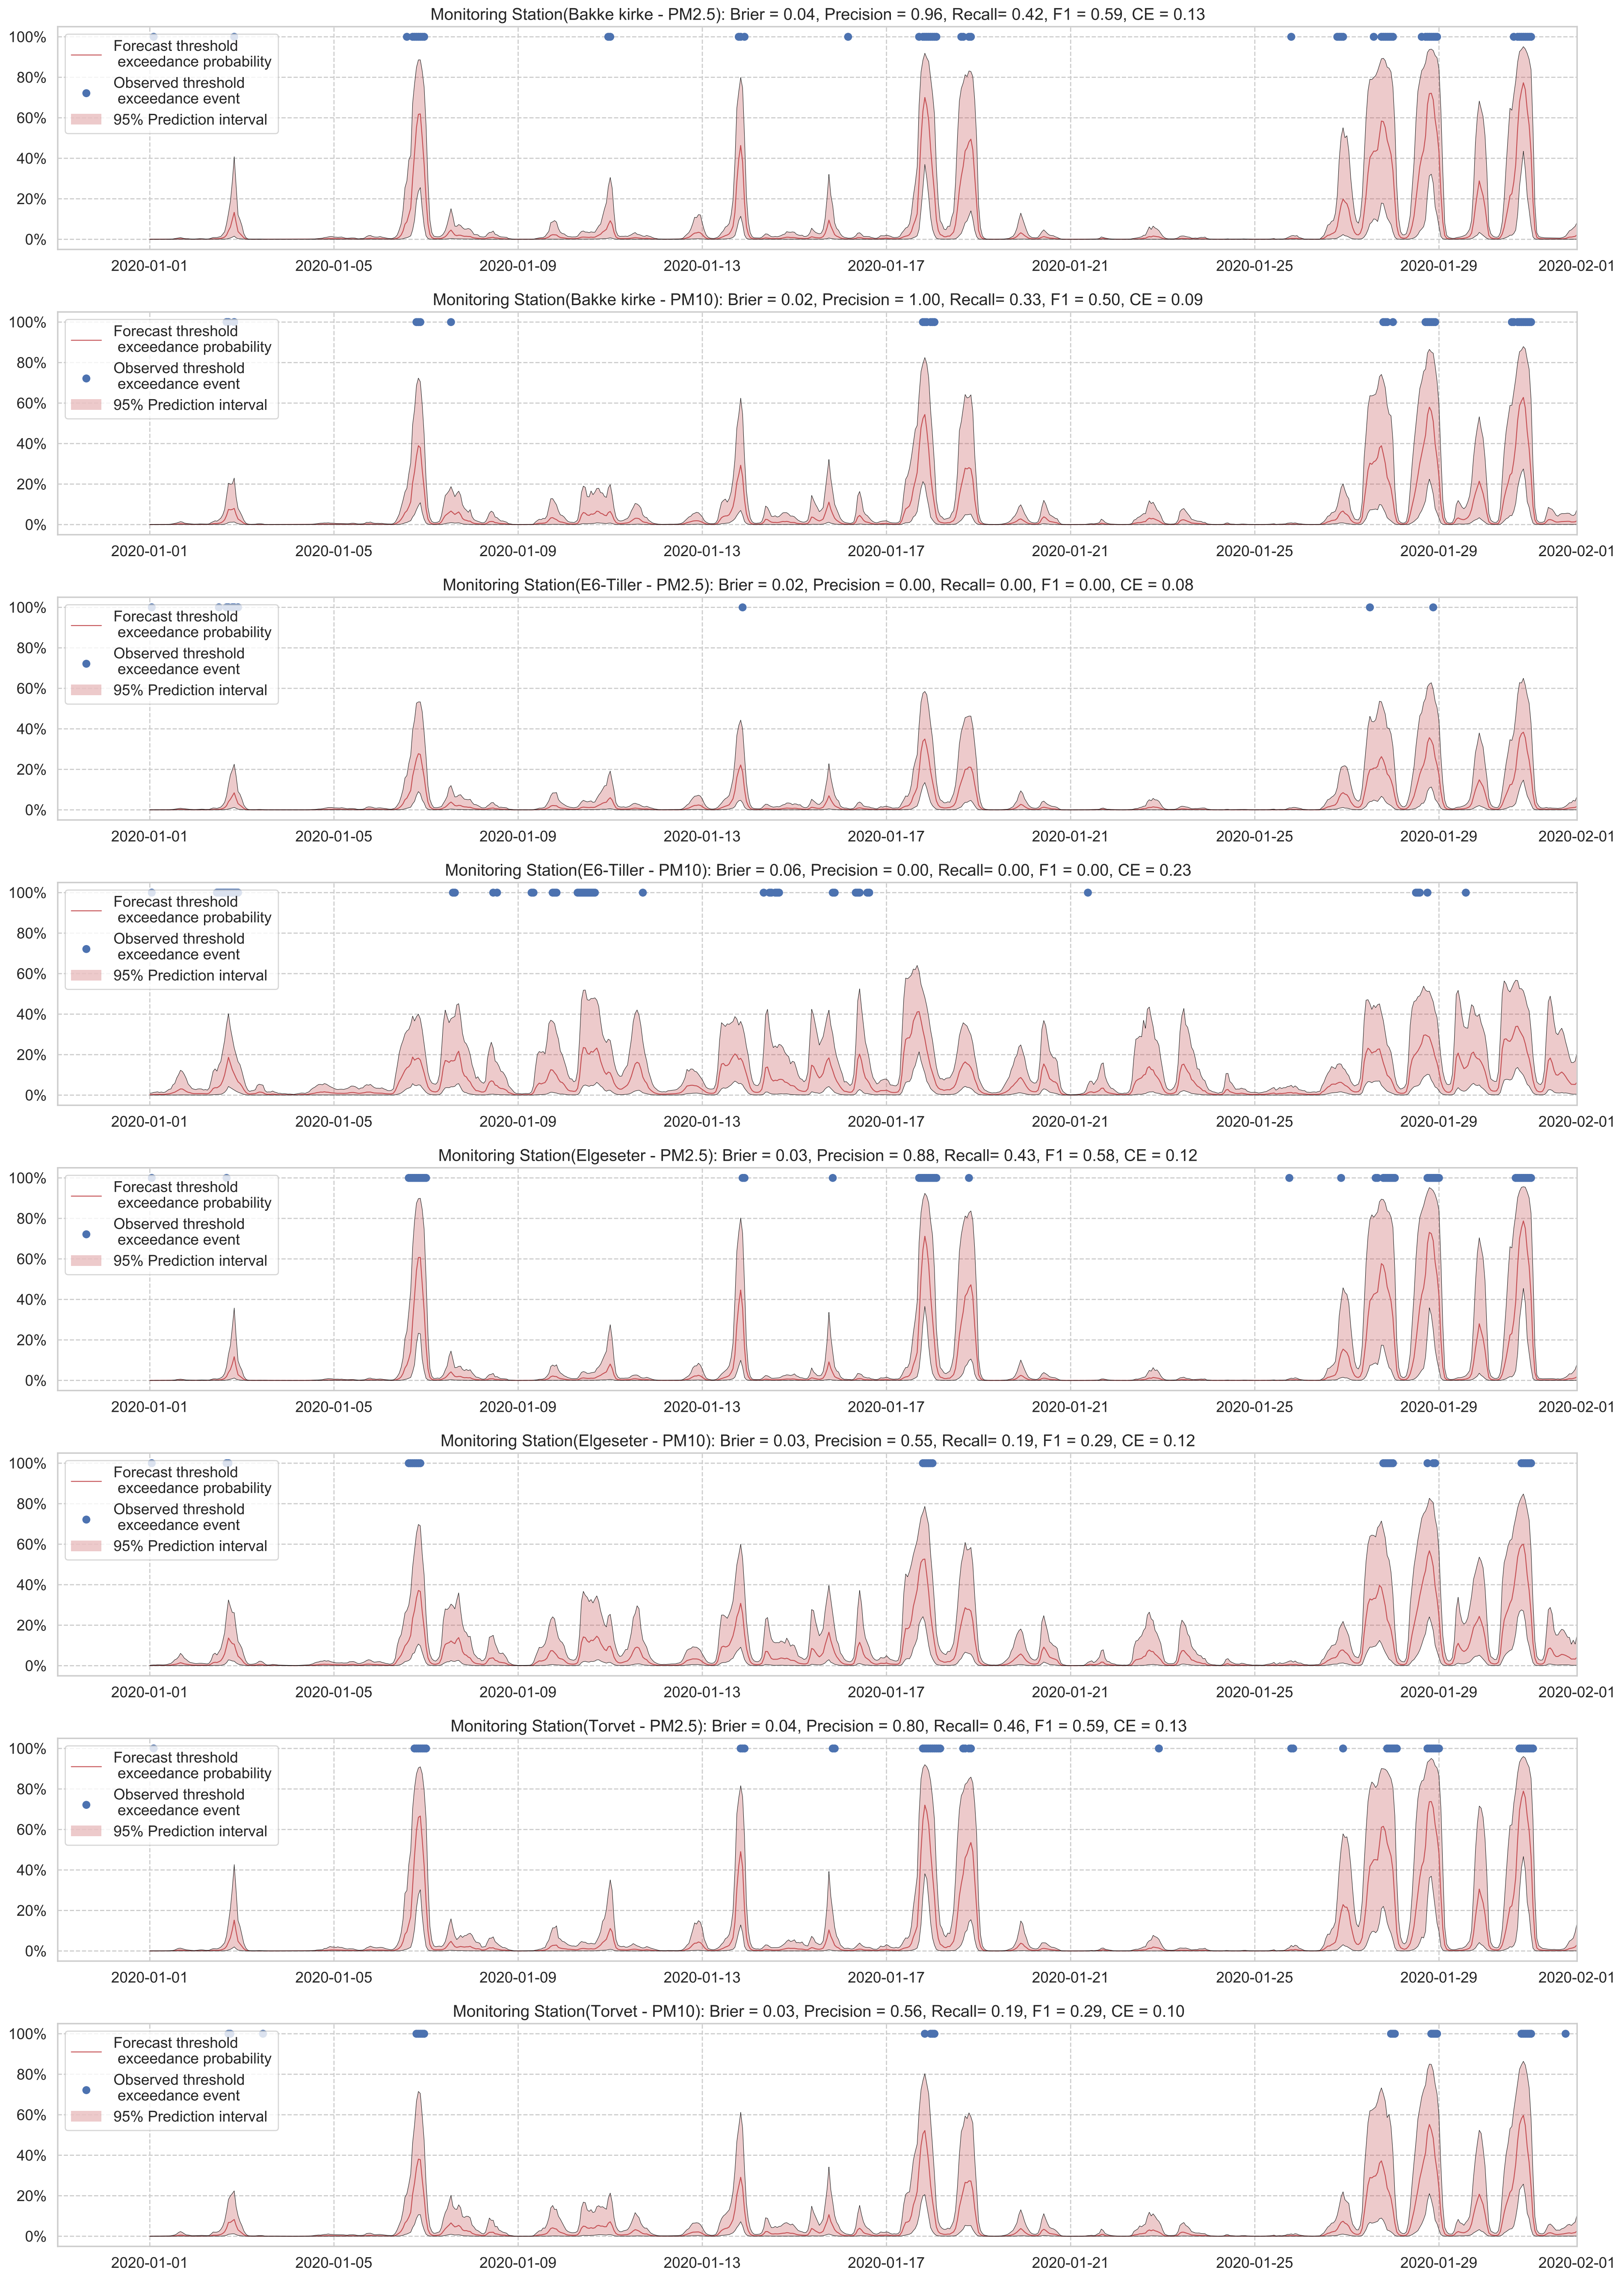 Monitoring Station(Bakke kirke - PM2.5): Brier = 0.04, Precision = 0.96, Recall= 0.42, F1 = 0.59, CE = 0.13
100%
80%
60%
40%
20%
0%
Forecast threshold
exceedance probability
Observed threshold
exceedance event
95% Prediction interval
2020-01-01 2020-01-05 2020-01-09 2020-01-13 2020-01-17 2020-01-21 2020-01-25 2020-01-29 2020-02-01
Monitoring Station(Bakke kirke - PM10): Brier = 0.02, Precision = 1.00, Recall= 0.33, F1 = 0.50, CE = 0.09
100%
80%
60%
40%
20%
0%
Forecast threshold
exceedance probability
Observed threshold
exceedance event
95% Prediction interval
2020-01-01 2020-01-05 2020-01-09 2020-01-13 2020-01-17 2020-01-21 2020-01-25 2020-01-29 2020-02-01
Monitoring Station(E6-Tiller - PM2.5): Brier = 0.02, Precision = 0.00, Recall= 0.00, F1 = 0.00, CE = 0.08
100%
80%
60%
40%
20%
0%
Forecast threshold
exceedance probability
Observed threshold
exceedance event
95% Prediction interval
2020-01-01 2020-01-05 2020-01-09 2020-01-13 2020-01-17 2020-01-21 2020-01-25 2020-01-29 2020-02-01
Monitoring Station(E6-Tiller - PM10): Brier = 0.06, Precision = 0.00, Recall= 0.00, F1 = 0.00, CE = 0.23
100%
80%
60%
40%
20%
0%
Forecast threshold
exceedance probability
Observed threshold
exceedance event
95% Prediction interval
2020-01-01 2020-01-05 2020-01-09 2020-01-13 2020-01-17 2020-01-21 2020-01-25 2020-01-29 2020-02-01
Monitoring Station(Elgeseter - PM2.5): Brier = 0.03, Precision = 0.88, Recall= 0.43, F1 = 0.58, CE = 0.12
100%
80%
60%
40%
20%
0%
Forecast threshold
exceedance probability
Observed threshold
exceedance event
95% Prediction interval
2020-01-01 2020-01-05 2020-01-09 2020-01-13 2020-01-17 2020-01-21 2020-01-25 2020-01-29 2020-02-01
Monitoring Station(Elgeseter - PM10): Brier = 0.03, Precision = 0.55, Recall= 0.19, F1 = 0.29, CE = 0.12
100%
80%
60%
40%
20%
0%
Forecast threshold
exceedance probability
Observed threshold
exceedance event
95% Prediction interval
2020-01-01 2020-01-05 2020-01-09 2020-01-13 2020-01-17 2020-01-21 2020-01-25 2020-01-29 2020-02-01
Monitoring Station(Torvet - PM2.5): Brier = 0.04, Precision = 0.80, Recall= 0.46, F1 = 0.59, CE = 0.13
100%
80%
60%
40%
20%
0%
Forecast threshold
exceedance probability
Observed threshold
exceedance event
95% Prediction interval
2020-01-01 2020-01-05 2020-01-09 2020-01-13 2020-01-17 2020-01-21 2020-01-25 2020-01-29 2020-02-01
Monitoring Station(Torvet - PM10): Brier = 0.03, Precision = 0.56, Recall= 0.19, F1 = 0.29, CE = 0.10
100%
80%
60%
40%
20%
0%
Forecast threshold
exceedance probability
Observed threshold
exceedance event
95% Prediction interval
2020-01-01 2020-01-05 2020-01-09 2020-01-13 2020-01-17 2020-01-21 2020-01-25 2020-01-29 2020-02-01